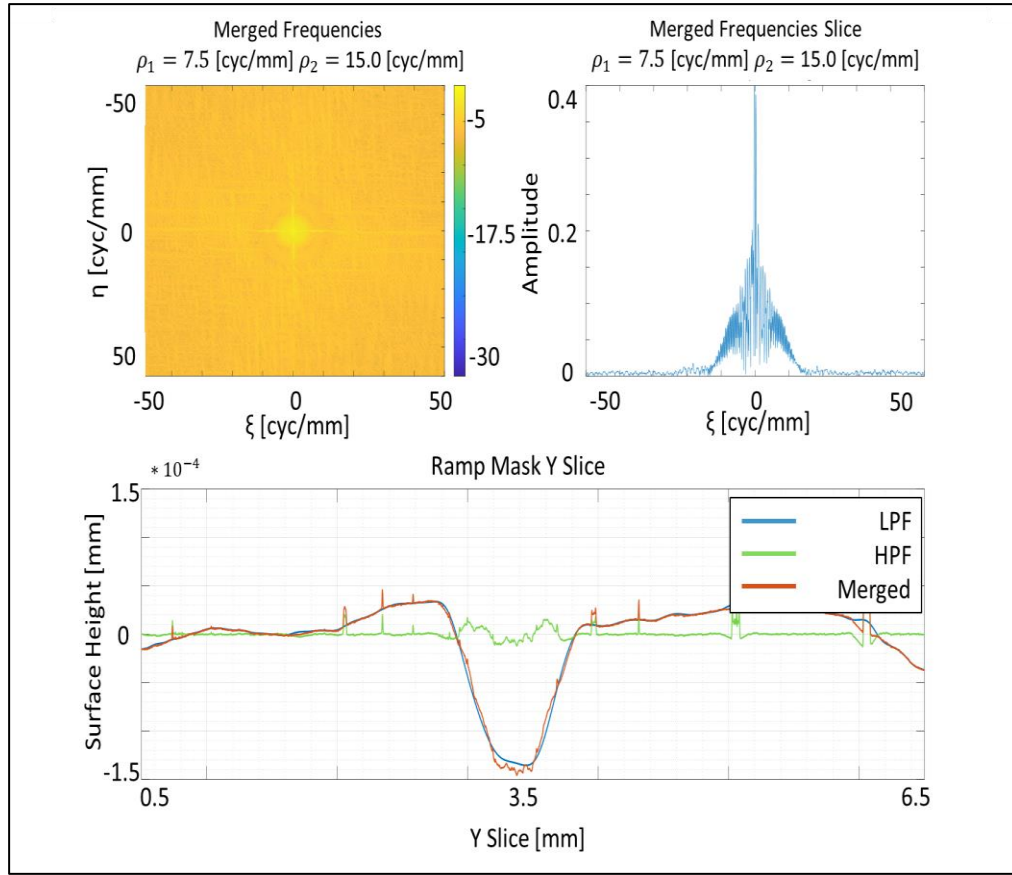 Merged Frequencies
ρ₁ = 7.5 [cyc/mm] ρ₂ = 15.0 [cyc/mm]
-50
0
50
η [cyc/mm]
-50
0
50
ξ [cyc/mm]
-5
-17.5
-30
Merged Frequencies Slice
ρ₁ = 7.5 [cyc/mm] ρ₂ = 15.0 [cyc/mm]
0.4
0.2
0
Amplitude
-50
0
50
ξ [cyc/mm]
Ramp Mask Y Slice
* 10⁻⁴
1.5
0
-1.5
Surface Height [mm]
LPF
HPF
Merged
0.5
3.5
6.5
Y Slice [mm]